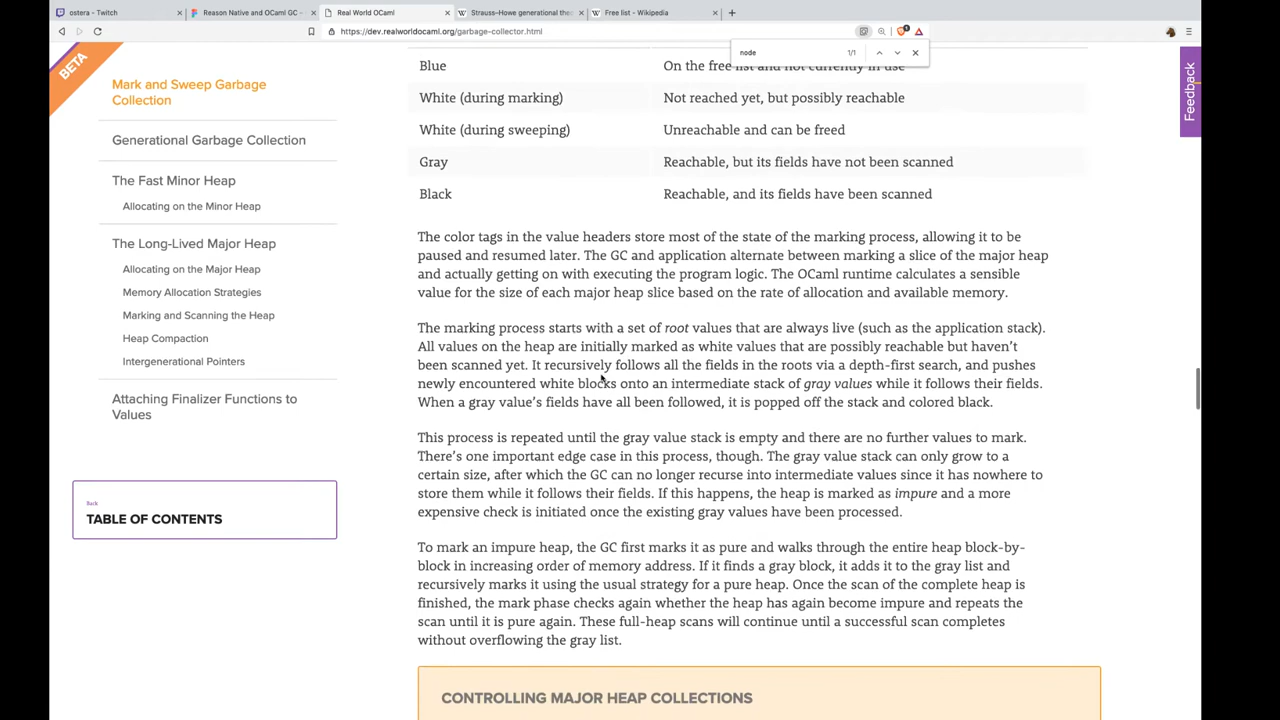 ostera - Twitch
Reason Native and OCaml GC -
Real World OCaml
Strauss–Howe generational the
Free list - Wikipedia
https://dev.realworldocaml.org/garbage-collector.html
node
1/1
BETA
Feedback
Mark and Sweep Garbage
Collection
Generational Garbage Collection
The Fast Minor Heap
Allocating on the Minor Heap
The Long-Lived Major Heap
Allocating on the Major Heap
Memory Allocation Strategies
Marking and Scanning the Heap
Heap Compaction
Intergenerational Pointers
Attaching Finalizer Functions to
Values
Back
TABLE OF CONTENTS
Blue On the free list and not currently in use
White (during marking) Not reached yet, but possibly reachable
White (during sweeping) Unreachable and can be freed
Gray Reachable, but its fields have not been scanned
Black Reachable, and its fields have been scanned
The color tags in the value headers store most of the state of the marking process, allowing it to be
paused and resumed later. The GC and application alternate between marking a slice of the major heap
and actually getting on with executing the program logic. The OCaml runtime calculates a sensible
value for the size of each major heap slice based on the rate of allocation and available memory.
The marking process starts with a set of root values that are always live (such as the application stack).
All values on the heap are initially marked as white values that are possibly reachable but haven't
been scanned yet. It recursively follows all the fields in the roots via a depth-first search, and pushes
newly encountered white blocks onto an intermediate stack of gray values while it follows their fields.
When a gray value's fields have all been followed, it is popped off the stack and colored black.
This process is repeated until the gray value stack is empty and there are no further values to mark.
There's one important edge case in this process, though. The gray value stack can only grow to a
certain size, after which the GC can no longer recurse into intermediate values since it has nowhere to
store them while it follows their fields. If this happens, the heap is marked as impure and a more
expensive check is initiated once the existing gray values have been processed.
To mark an impure heap, the GC first marks it as pure and walks through the entire heap block-by-
block in increasing order of memory address. If it finds a gray block, it adds it to the gray list and
recursively marks it using the usual strategy for a pure heap. Once the scan of the complete heap is
finished, the mark phase checks again whether the heap has again become impure and repeats the
scan until it is pure again. These full-heap scans will continue until a successful scan completes
without overflowing the gray list.
CONTROLLING MAJOR HEAP COLLECTIONS